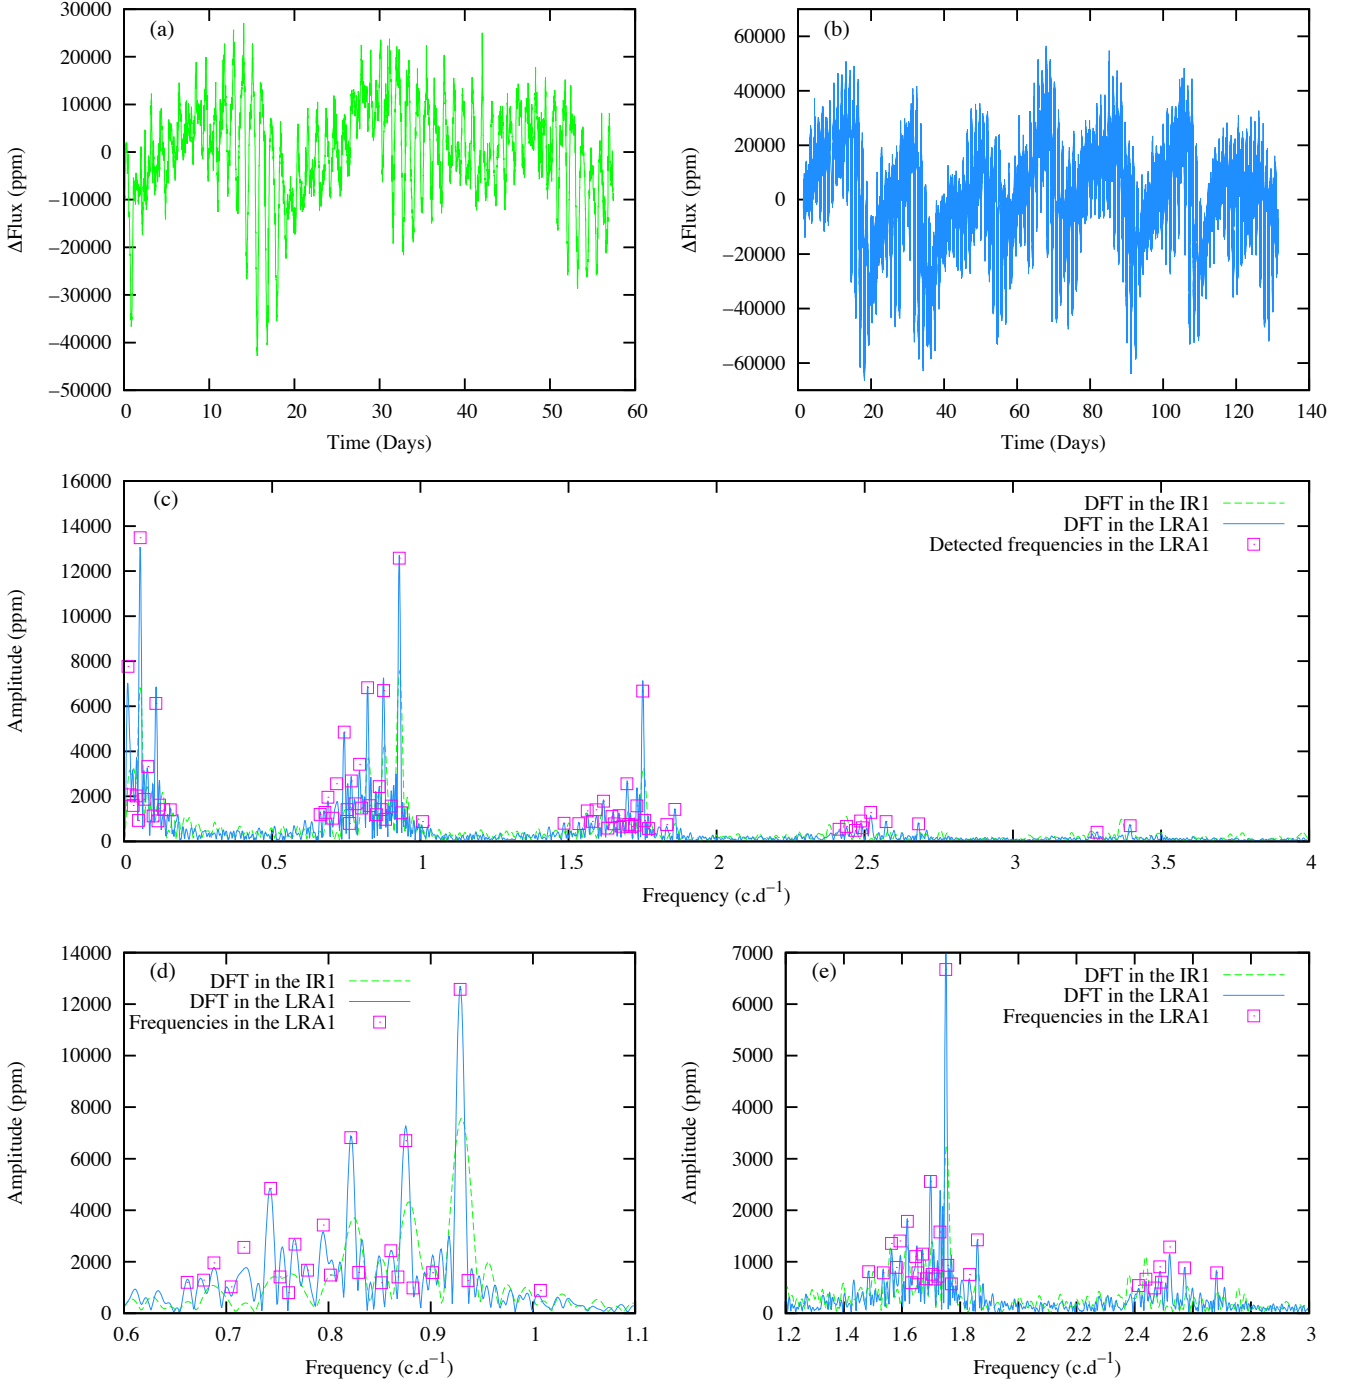 (a)
30000
20000
10000
0
−10000
−20000
−30000
−40000
−50000
ΔFlux (ppm)
0 10 20 30 40 50 60
Time (Days)
(b)
60000
40000
20000
0
−20000
−40000
−60000
ΔFlux (ppm)
0 20 40 60 80 100 120 140
Time (Days)
(c)
DFT in the IR1
DFT in the LRA1
Detected frequencies in the LRA1
16000
14000
12000
10000
8000
6000
4000
2000
0
Amplitude (ppm)
0 0.5 1 1.5 2 2.5 3 3.5 4
Frequency (c.d⁻¹)
(d)
DFT in the IR1
DFT in the LRA1
Frequencies in the LRA1
14000
12000
10000
8000
6000
4000
2000
0
Amplitude (ppm)
0.6 0.7 0.8 0.9 1 1.1
Frequency (c.d⁻¹)
(e)
DFT in the IR1
DFT in the LRA1
Frequencies in the LRA1
7000
6000
5000
4000
3000
2000
1000
0
Amplitude (ppm)
1.2 1.4 1.6 1.8 2 2.2 2.4 2.6 2.8 3
Frequency (c.d⁻¹)